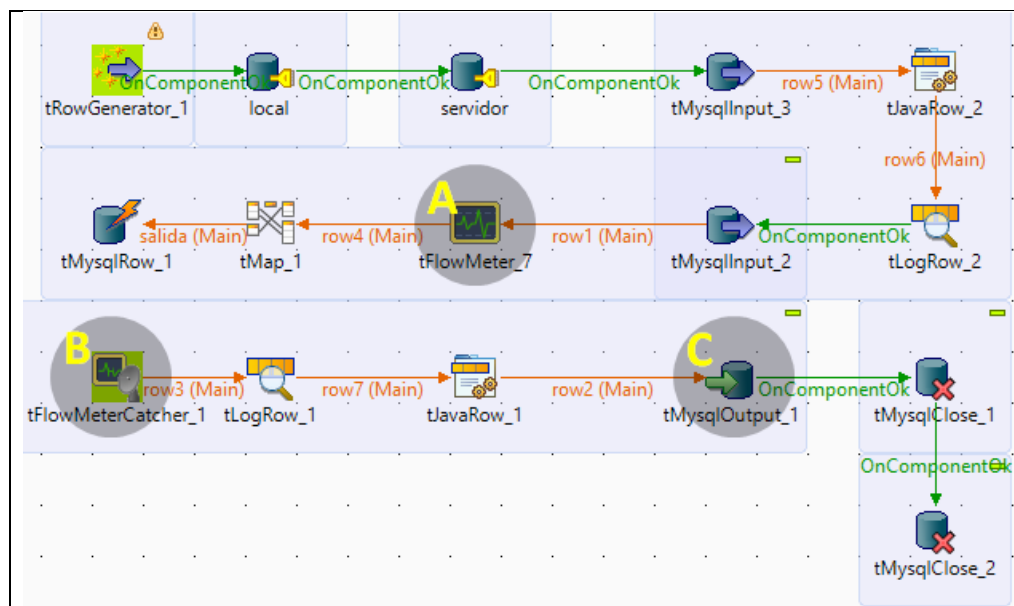 OnComponentOk OnComponentOk OnComponentOk row5 (Main)
tRowGenerator_1 local servidor tMysqlInput_3 tJavaRow_2
row6 (Main)
A
salida (Main) row4 (Main) row1 (Main) OnComponentOk
tMysqlRow_1 tMap_1 tFlowMeter_7 tMysqlInput_2 tLogRow_2
B C
row3 (Main) row7 (Main) row2 (Main) OnComponentOk
tFlowMeterCatcher_1 tLogRow_1 tJavaRow_1 tMysqlOutput_1 tMysqlClose_1
OnComponentOk
tMysqlClose_2